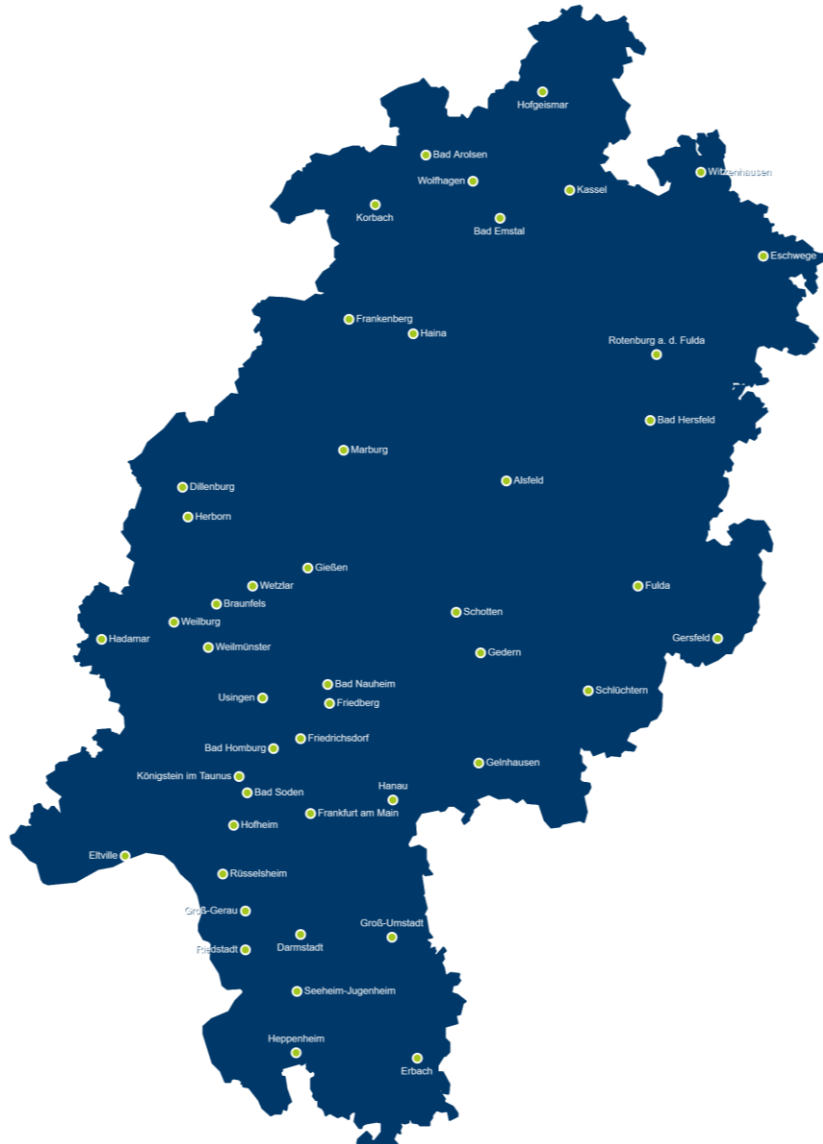 Hofgeismar
Bad Arolsen
Witzenhausen
Wolfhagen
Kassel
Korbach
Bad Emstal
Eschwege
Frankenberg
Haina
Rotenburg a. d. Fulda
Bad Hersfeld
Marburg
Alsfeld
Dillenburg
Herborn
Gießen
Wetzlar
Fulda
Braunfels
Schotten
Weilburg
Hadamar
Gersfeld
Weilmünster
Gedern
Bad Nauheim
Schlüchtern
Usingen
Friedberg
Friedrichsdorf
Bad Homburg
Gelnhausen
Königstein im Taunus
Hanau
Bad Soden
Frankfurt am Main
Hofheim
Eltville
Rüsselsheim
Groß-Gerau
Groß-Umstadt
Darmstadt
Riedstadt
Seeheim-Jugenheim
Heppenheim
Erbach